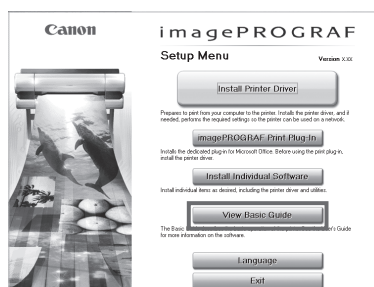 Canon
imagePROGRAF
Setup Menu
Version X.XX
Install Printer Driver
Prepares to print from your computer to the printer. Installs the printer driver, and if
needed, performs the required settings so the printer can be used on a network.
imagePROGRAF Print Plug-In
Installs the dedicated plug-in for Microsoft Office. Before using the print plug-in,
install the printer driver.
Install Individual Software
Install individual items as desired, including the printer driver and utilities.
View Basic Guide
The Basic User's Guide
for more information on the software.
Language
Exit